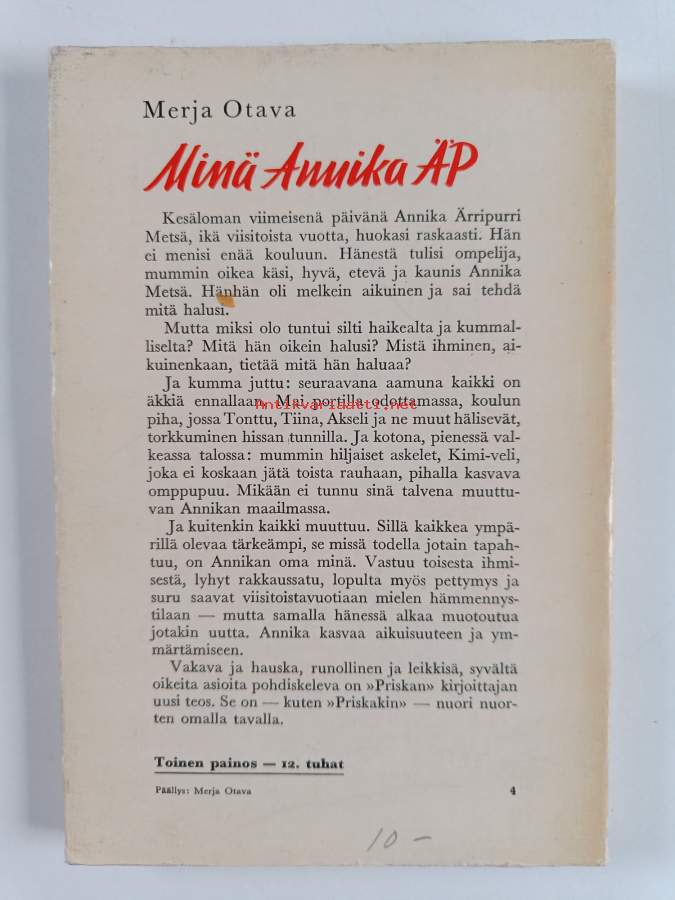 Merja Otava
Minä Annika ÄP
Kesäloman viimeisenä päivänä Annika Ärripurri
Metsä, ikä viisitoista vuotta, huokasi raskaasti. Hän
ei menisi enää kouluun. Hänestä tulisi ompelija,
mummin oikea käsi, hyvä, etevä ja kaunis Annika
Metsä. Hänhän oli melkein aikuinen ja sai tehdä
mitä halusi.
Mutta miksi olo tuntui silti haikealta ja kummal-
liselta? Mitä hän oikein halusi? Mistä ihminen, ai-
kuinenkaan, tietää mitä hän haluaa?
Ja kumma juttu: seuraavana aamuna kaikki on
äkkiä ennallaan. Mai portilla odottamassa, koulun
Antikvariaatti.net
piha, jossa Tonttu, Tiina, Akseli ja ne muut hälisevät,
torkkuminen hissan tunnilla. Ja kotona, pienessä val-
keassa talossa: mummin hiljaiset askelet, Kimi-veli,
joka ei koskaan jätä toista rauhaan, pihalla kasvava
omppupuu. Mikään ei tunnu sinä talvena muuttu-
van Annikan maailmassa.
Ja kuitenkin kaikki muuttuu. Sillä kaikkea ympä-
rillä olevaa tärkeämpi, se missä todella jotain tapah-
tuu, on Annikan oma minä. Vastuu toisesta ihmi-
sestä, lyhyt rakkaussatu, lopulta myös pettymys ja
suru saavat viisitoistavuotiaan mielen hämmennys-
tilaan — mutta samalla hänessä alkaa muotoutua
jotakin uutta. Annika kasvaa aikuisuuteen ja ym-
märtämiseen.
Vakava ja hauska, runollinen ja leikkisä, syvältä
oikeita asioita pohdiskeleva on »Priskan» kirjoittajan
uusi teos. Se on — kuten »Priskakin» — nuori nuor-
ten omalla tavalla.
Toinen painos — 12. tuhat
Päällys: Merja Otava 4
10 –